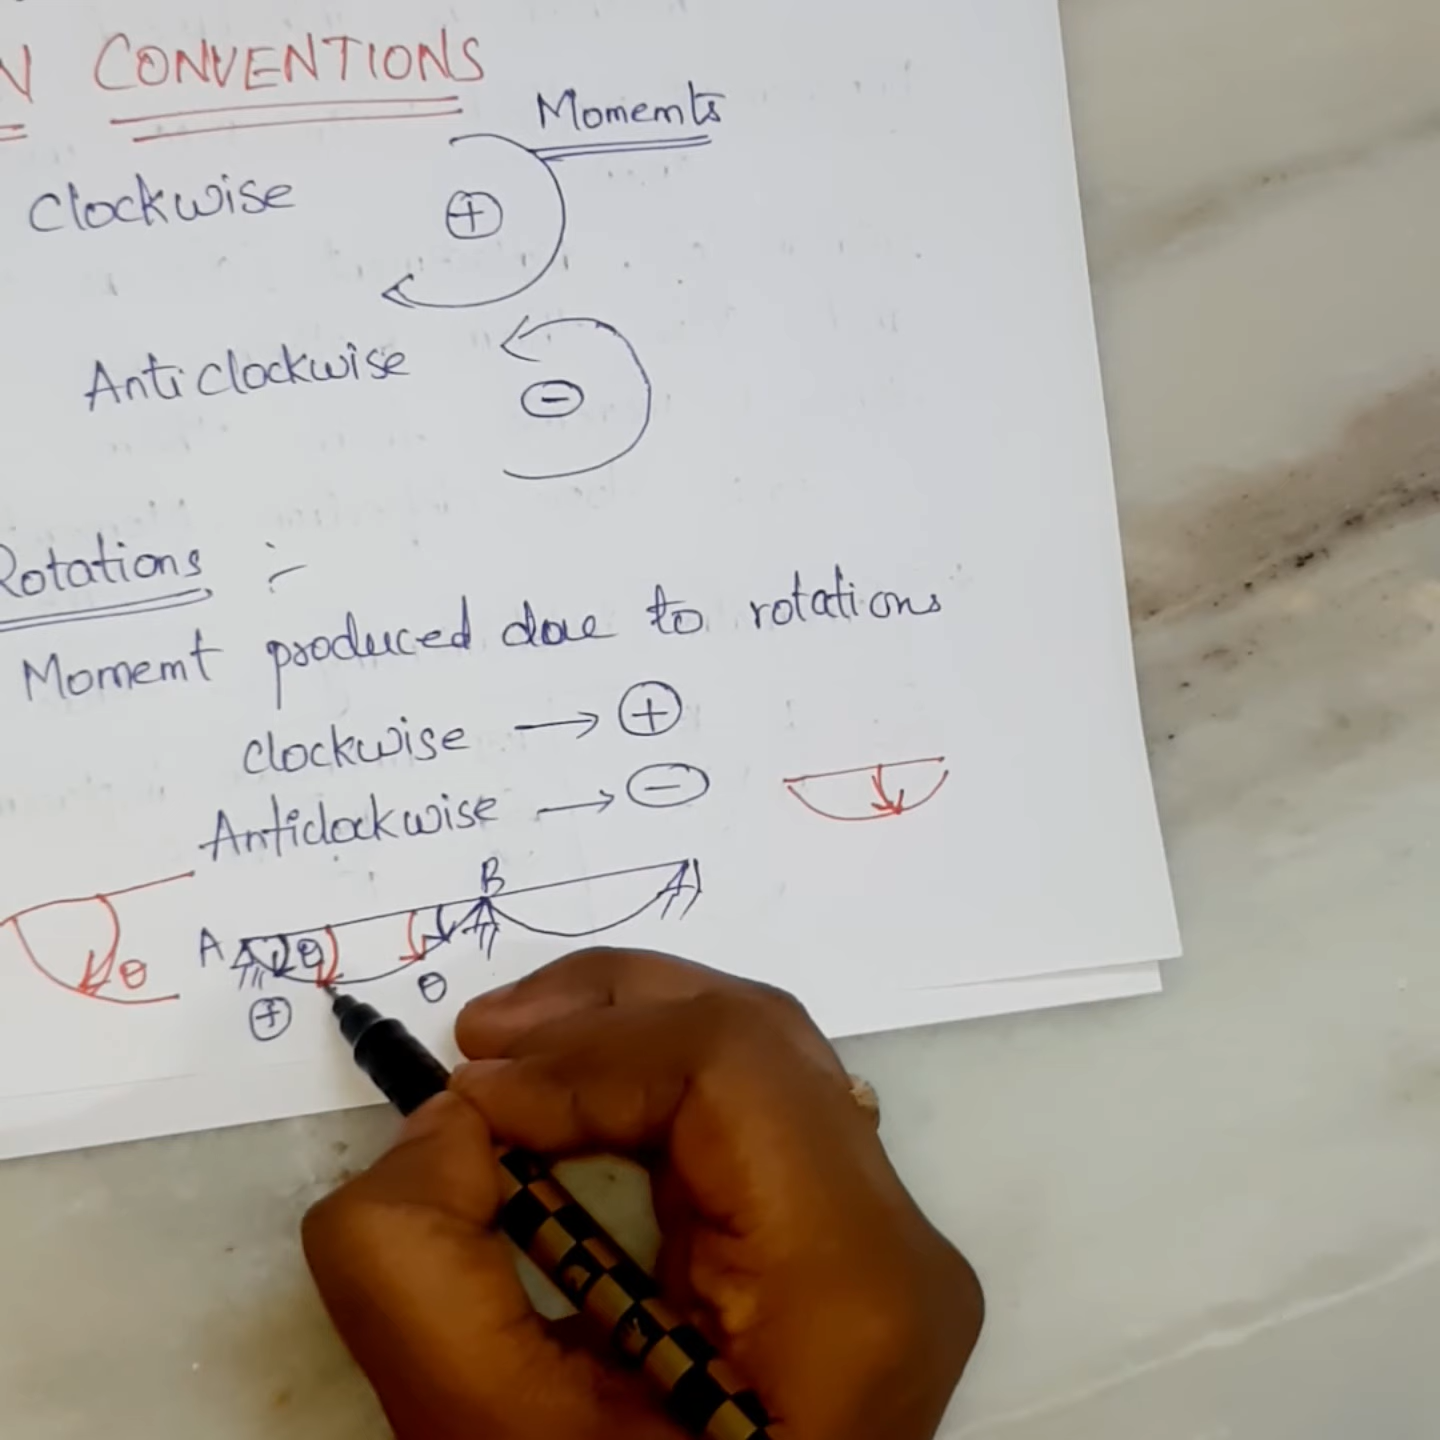 N CONVENTIONS
Moments
Clockwise +
Anticlockwise -
Rotations :-
Moment produced due to rotations
clockwise → +
Anticlockwise → -
B
A θ
θ
θ
+